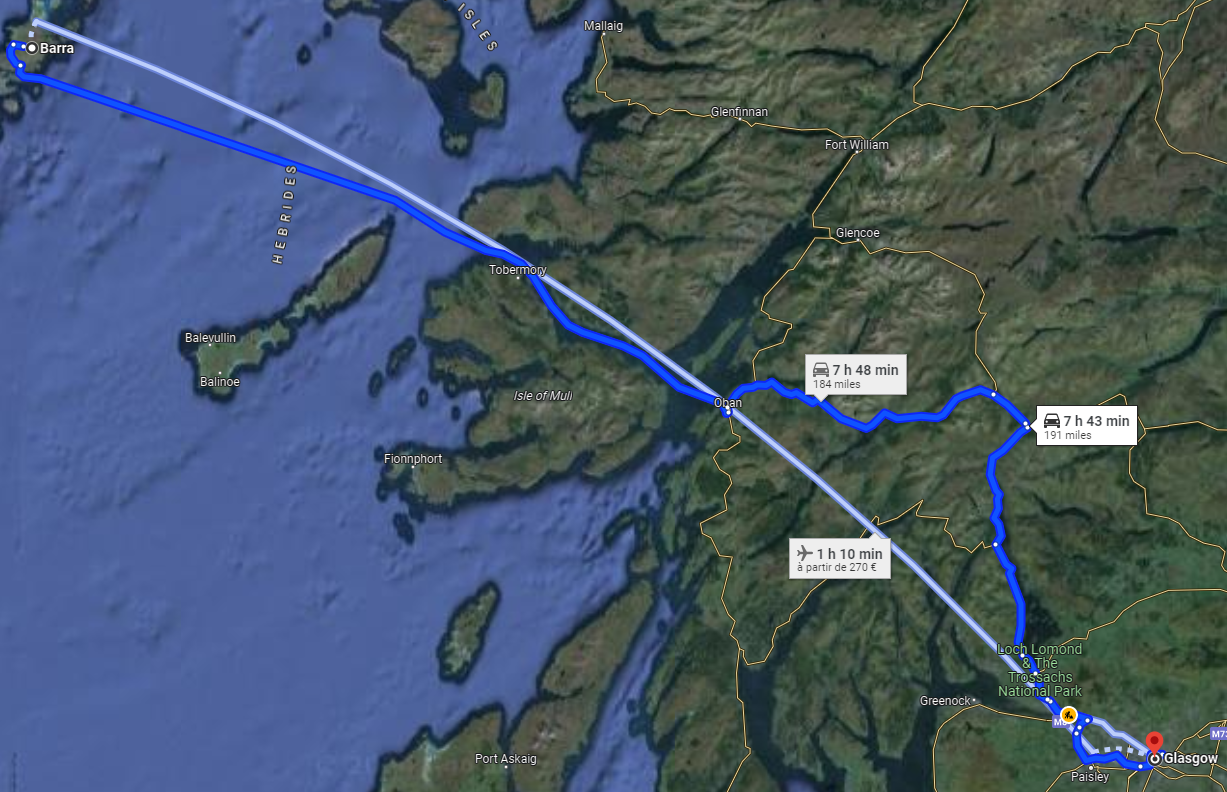 ISLES
Mallaig
Barra
Glenfinnan
Fort William
HEBRIDES
Glencoe
Tobermory
Baleyullin
Balinoe
7 h 48 min
184 miles
Isle of Mull
Oban
7 h 43 min
191 miles
Fionnphort
1 h 10 min
à partir de 270 €
Loch Lomond
& The
Trossachs
National Park
Greenock
M8
M73
Port Askaig
Glasgow
Paisley